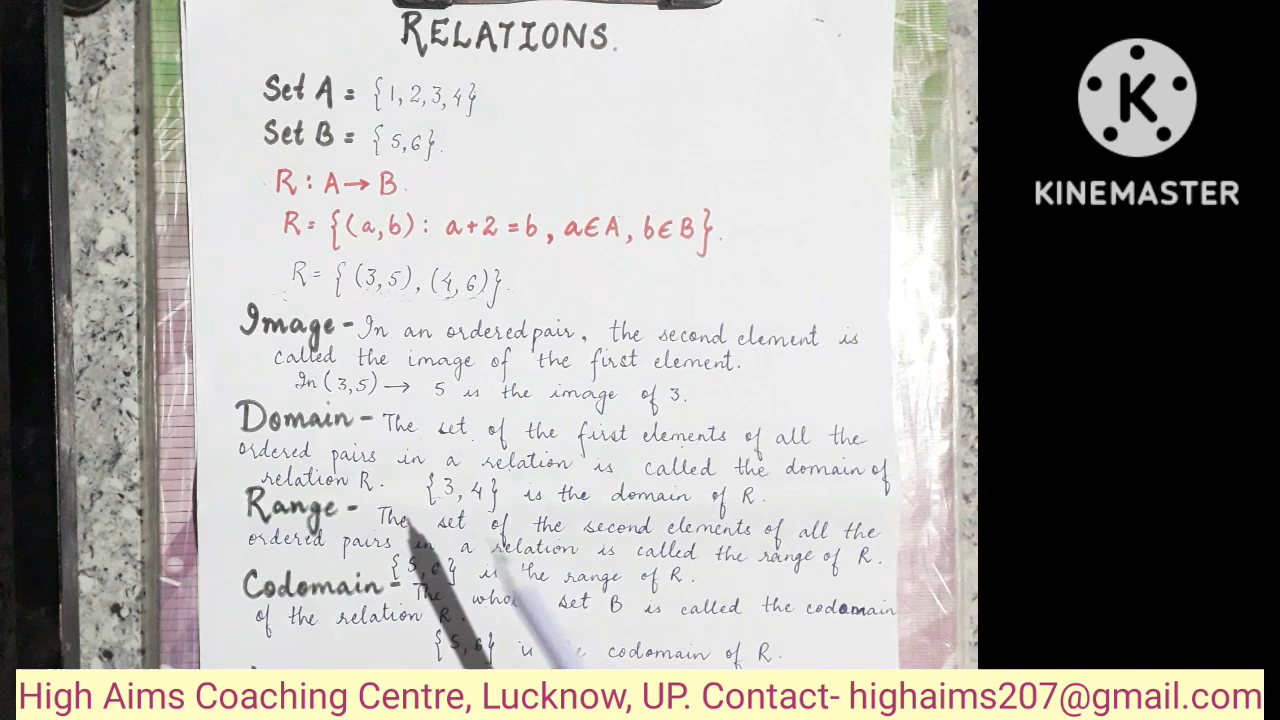 RELATIONS.
Set A = {1, 2, 3, 4}
Set B = {5, 6}.
R : A → B.
R = {(a, b) : a+2 = b, a∈A, b∈B}.
R = {(3, 5), (4, 6)}.
Image - In an ordered pair, the second element is
called the image of the first element.
In (3, 5) → 5 is the image of 3.
Domain - The set of the first elements of all the
ordered pairs in a relation is called the domain of
relation R. {3, 4} is the domain of R.
Range - The set of the second elements of all the
ordered pairs in a relation is called the range of R.
{5, 6} is the range of R.
Codomain - The whole set B is called the codomain
of the relation R.
{5, 6} is codomain of R.
KINEMASTER
High Aims Coaching Centre, Lucknow, UP. Contact- highaims207@gmail.com